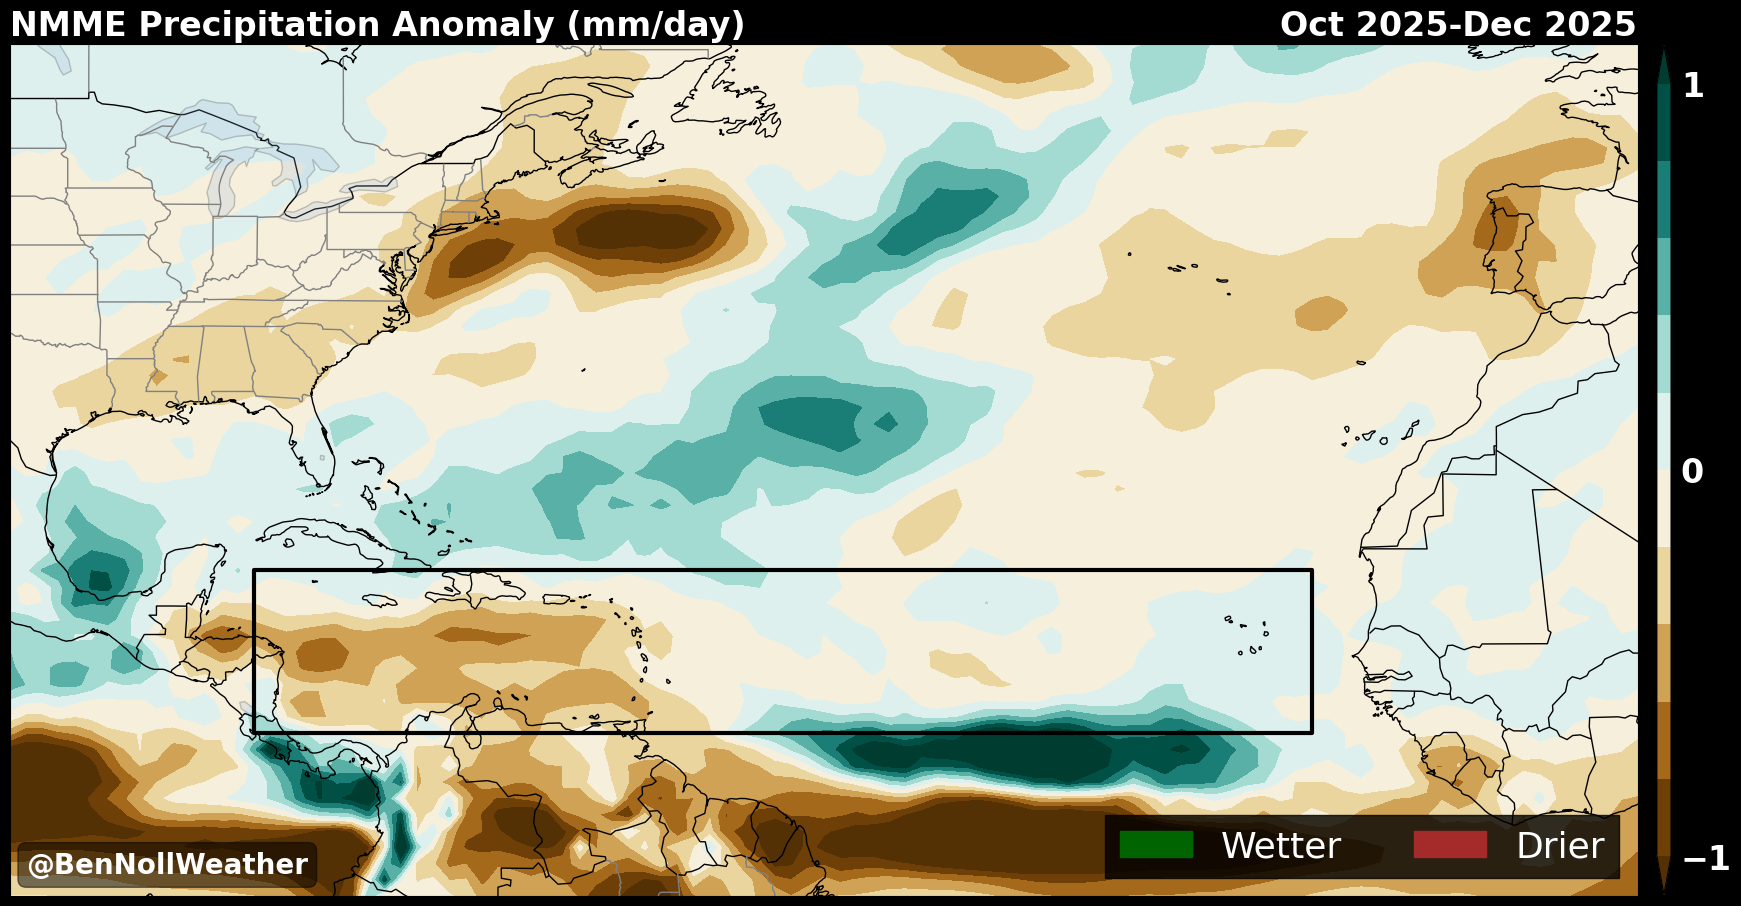 NMME Precipitation Anomaly (mm/day)
Oct 2025-Dec 2025
1
0
−1
Wetter
Drier
@BenNollWeather